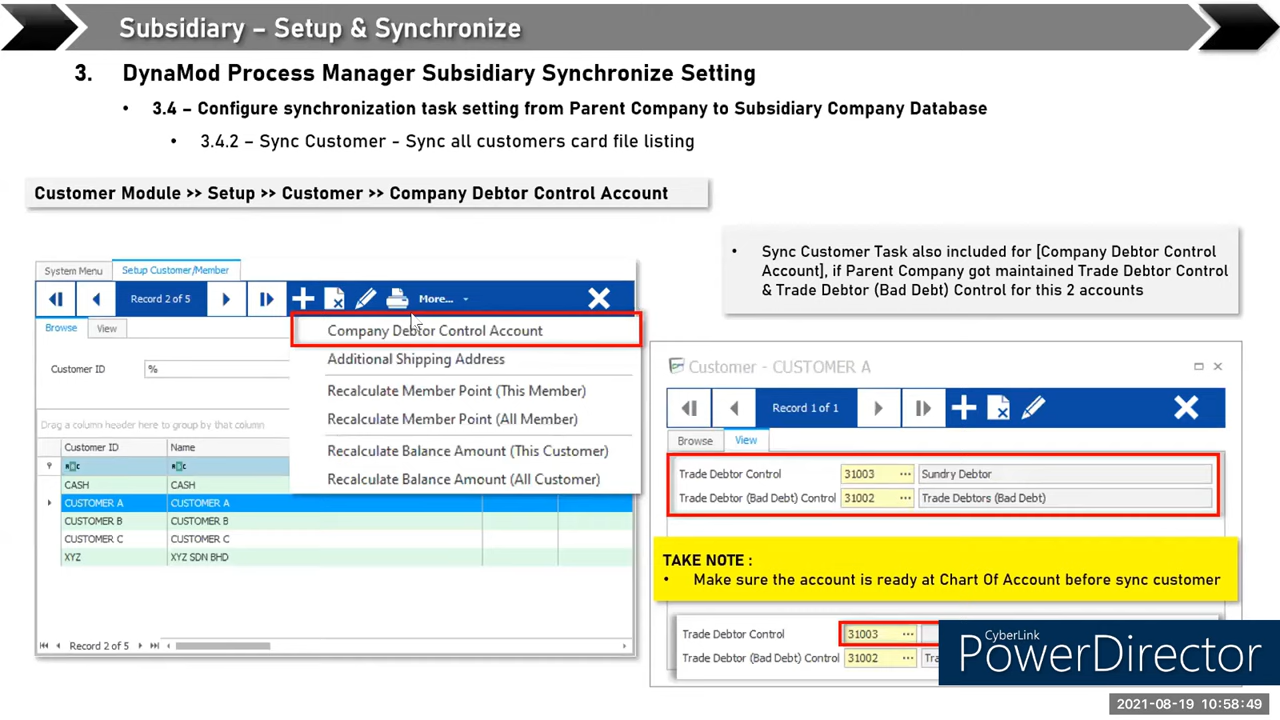 Subsidiary – Setup & Synchronize
3. DynaMod Process Manager Subsidiary Synchronize Setting
• 3.4 – Configure synchronization task setting from Parent Company to Subsidiary Company Database
• 3.4.2 – Sync Customer - Sync all customers card file listing
Customer Module >> Setup >> Customer >> Company Debtor Control Account
• Sync Customer Task also included for [Company Debtor Control
Account], if Parent Company got maintained Trade Debtor Control
& Trade Debtor (Bad Debt) Control for this 2 accounts
System Menu Setup Customer/Member
Record 2 of 5 More...
Browse View
Customer ID %
Drag a column header here to group by that column
Customer ID Name
CASH CASH
CUSTOMER A CUSTOMER A
CUSTOMER B CUSTOMER B
CUSTOMER C CUSTOMER C
XYZ XYZ SDN BHD
Record 2 of 5
Company Debtor Control Account
Additional Shipping Address
Recalculate Member Point (This Member)
Recalculate Member Point (All Member)
Recalculate Balance Amount (This Customer)
Recalculate Balance Amount (All Customer)
Customer - CUSTOMER A
Record 1 of 1
Browse View
Trade Debtor Control 31003 ... Sundry Debtor
Trade Debtor (Bad Debt) Control 31002 ... Trade Debtors (Bad Debt)
TAKE NOTE :
• Make sure the account is ready at Chart Of Account before sync customer
Trade Debtor Control 31003 ...
Trade Debtor (Bad Debt) Control 31002 ...
CyberLink
PowerDirector
2021-08-19 10:58:49